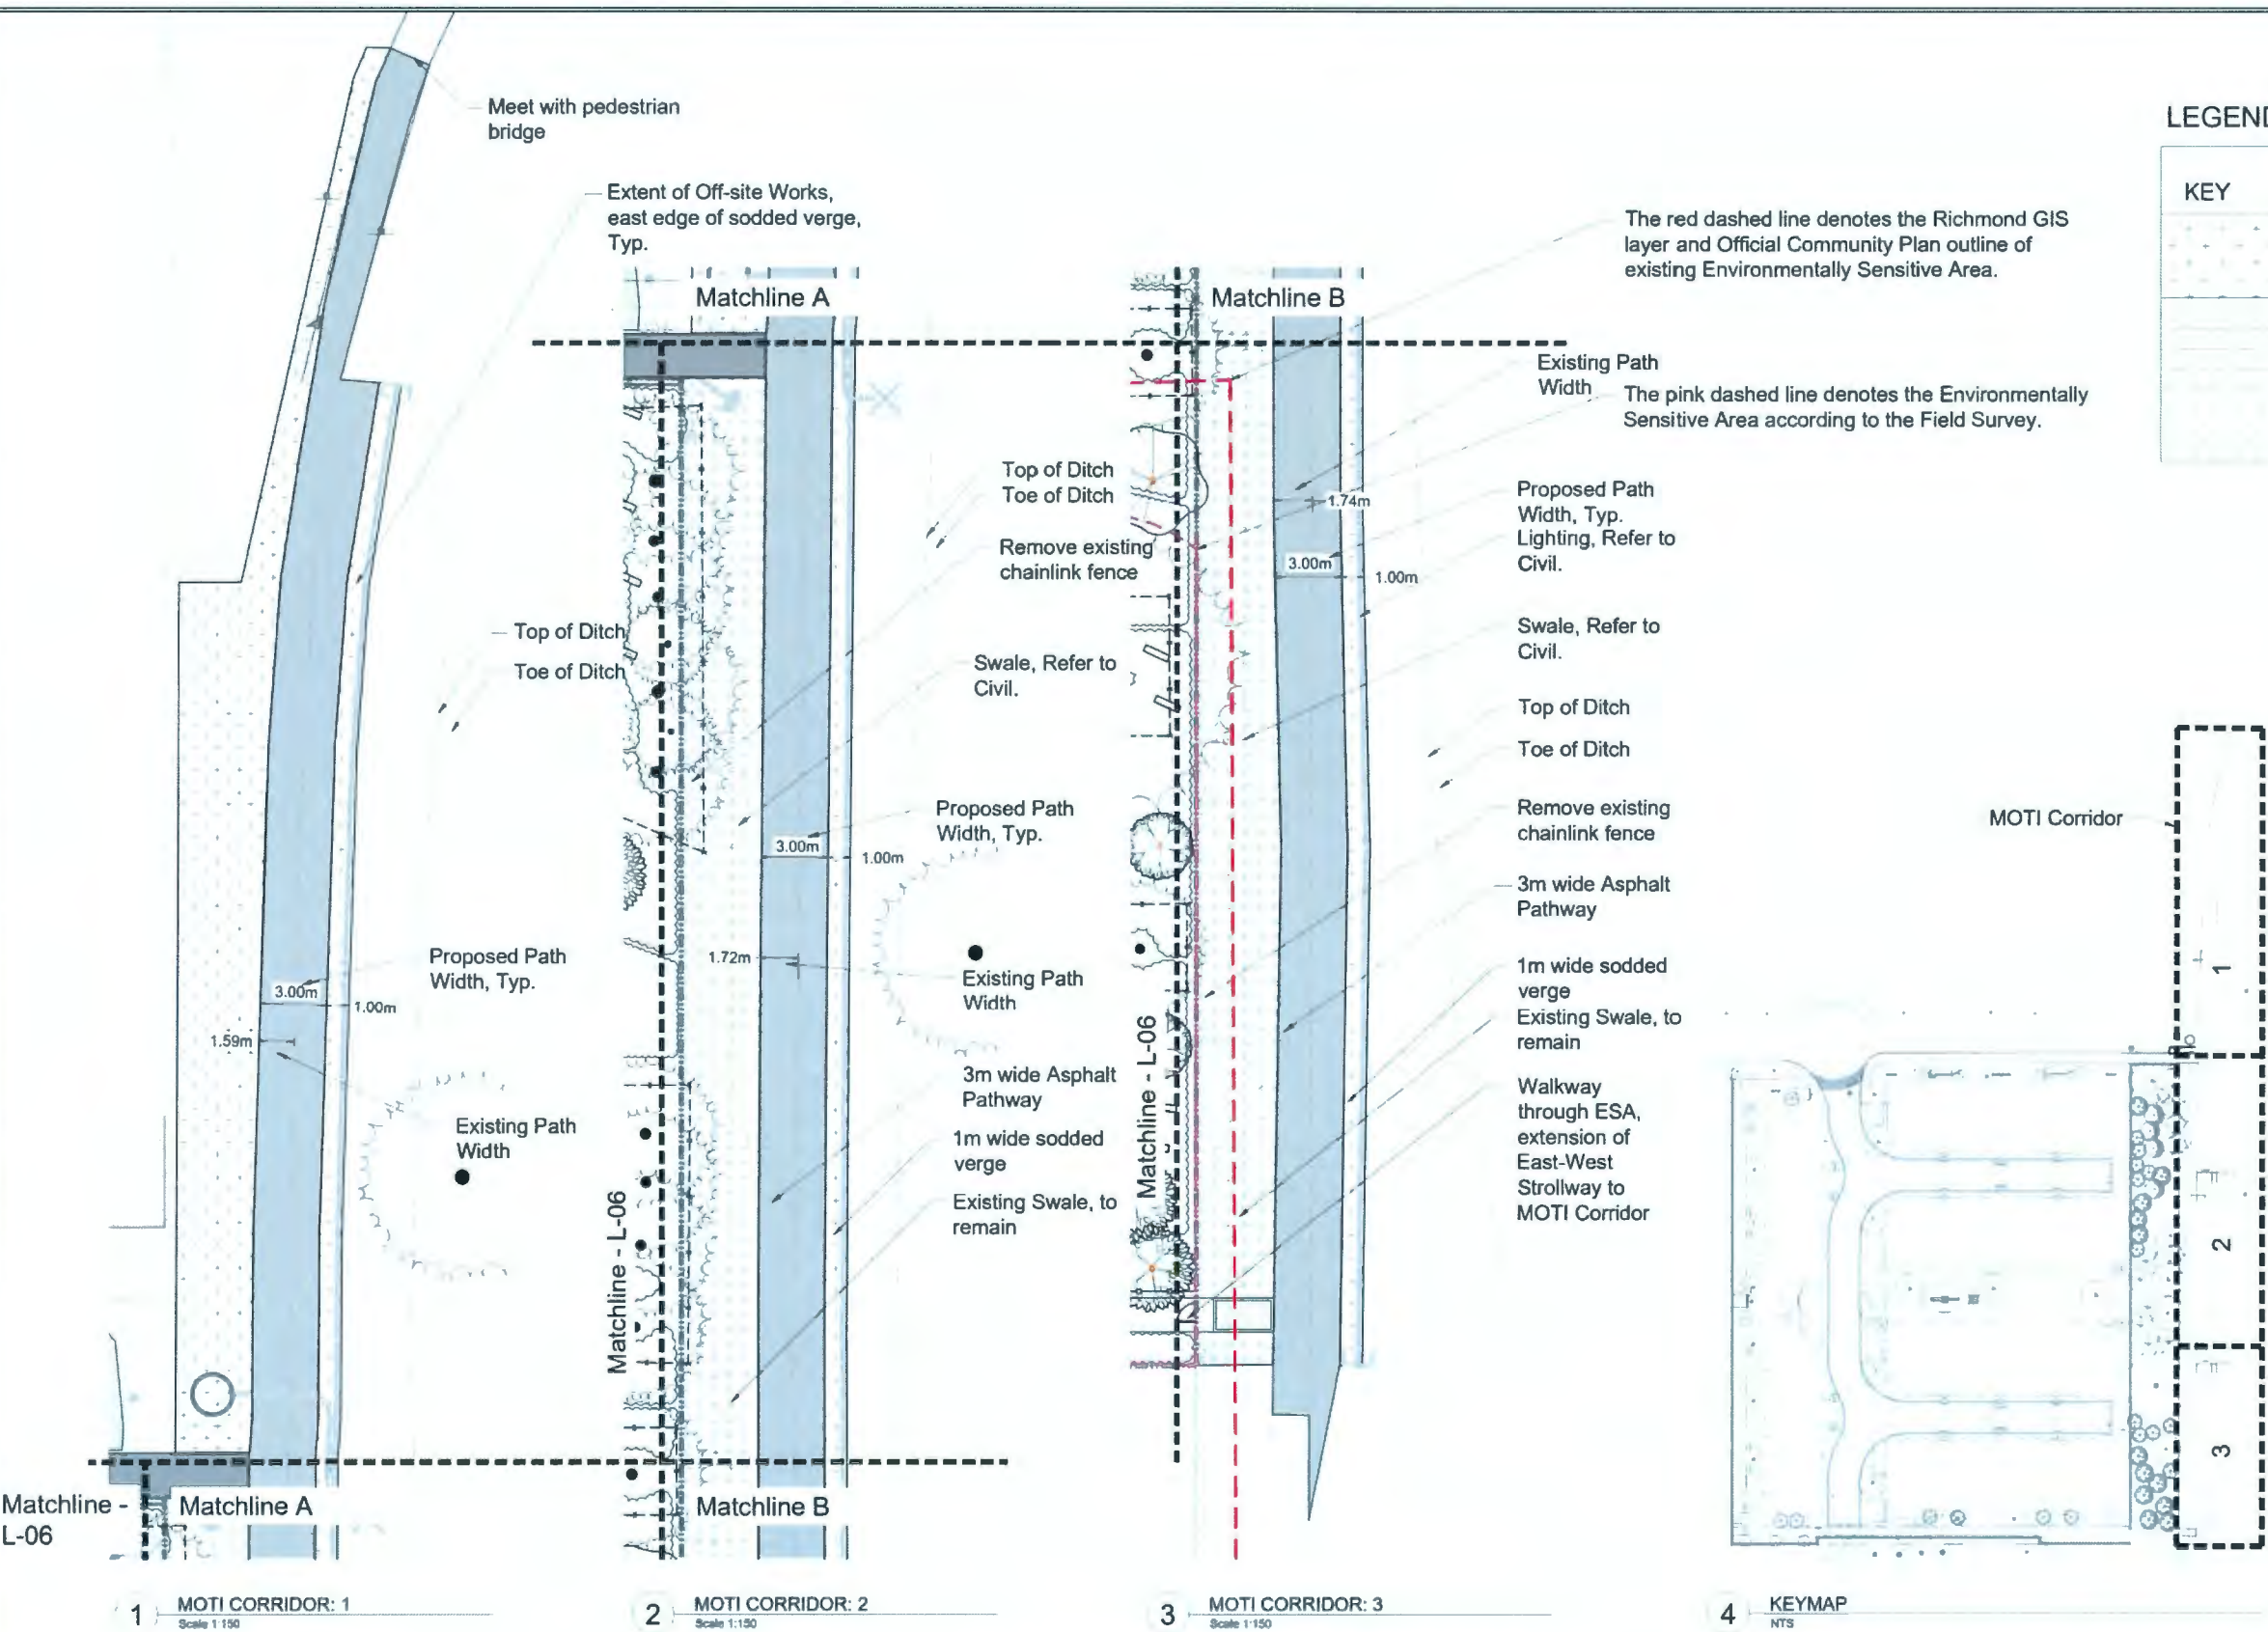 Meet with pedestrian
bridge
Extent of Off-site Works,
east edge of sodded verge,
Typ.
Top of Ditch
Toe of Ditch
Proposed Path
Width, Typ.
3.00m
1.00m
1.59m
Existing Path
Width
Matchline -
L-06
Matchline A
1
MOTI CORRIDOR: 1
Scale 1:150
Matchline A
Top of Ditch
Toe of Ditch
Remove existing
chainlink fence
Swale, Refer to
Civil.
Proposed Path
Width, Typ.
3.00m
1.00m
1.72m
Existing Path
Width
3m wide Asphalt
Pathway
1m wide sodded
verge
Existing Swale, to
remain
Matchline - L-06
Matchline B
2
MOTI CORRIDOR: 2
Scale 1:150
Matchline B
The red dashed line denotes the Richmond GIS
layer and Official Community Plan outline of
existing Environmentally Sensitive Area.
Existing Path
Width
The pink dashed line denotes the Environmentally
Sensitive Area according to the Field Survey.
1.74m
Proposed Path
Width, Typ.
Lighting, Refer to
Civil.
3.00m
1.00m
Swale, Refer to
Civil.
Top of Ditch
Toe of Ditch
Remove existing
chainlink fence
3m wide Asphalt
Pathway
1m wide sodded
verge
Existing Swale, to
remain
Walkway
through ESA,
extension of
East-West
Strollway to
MOTI Corridor
Matchline - L-06
3
MOTI CORRIDOR: 3
Scale 1:150
LEGEND
KEY
MOTI Corridor
1
2
3
4
KEYMAP
NTS